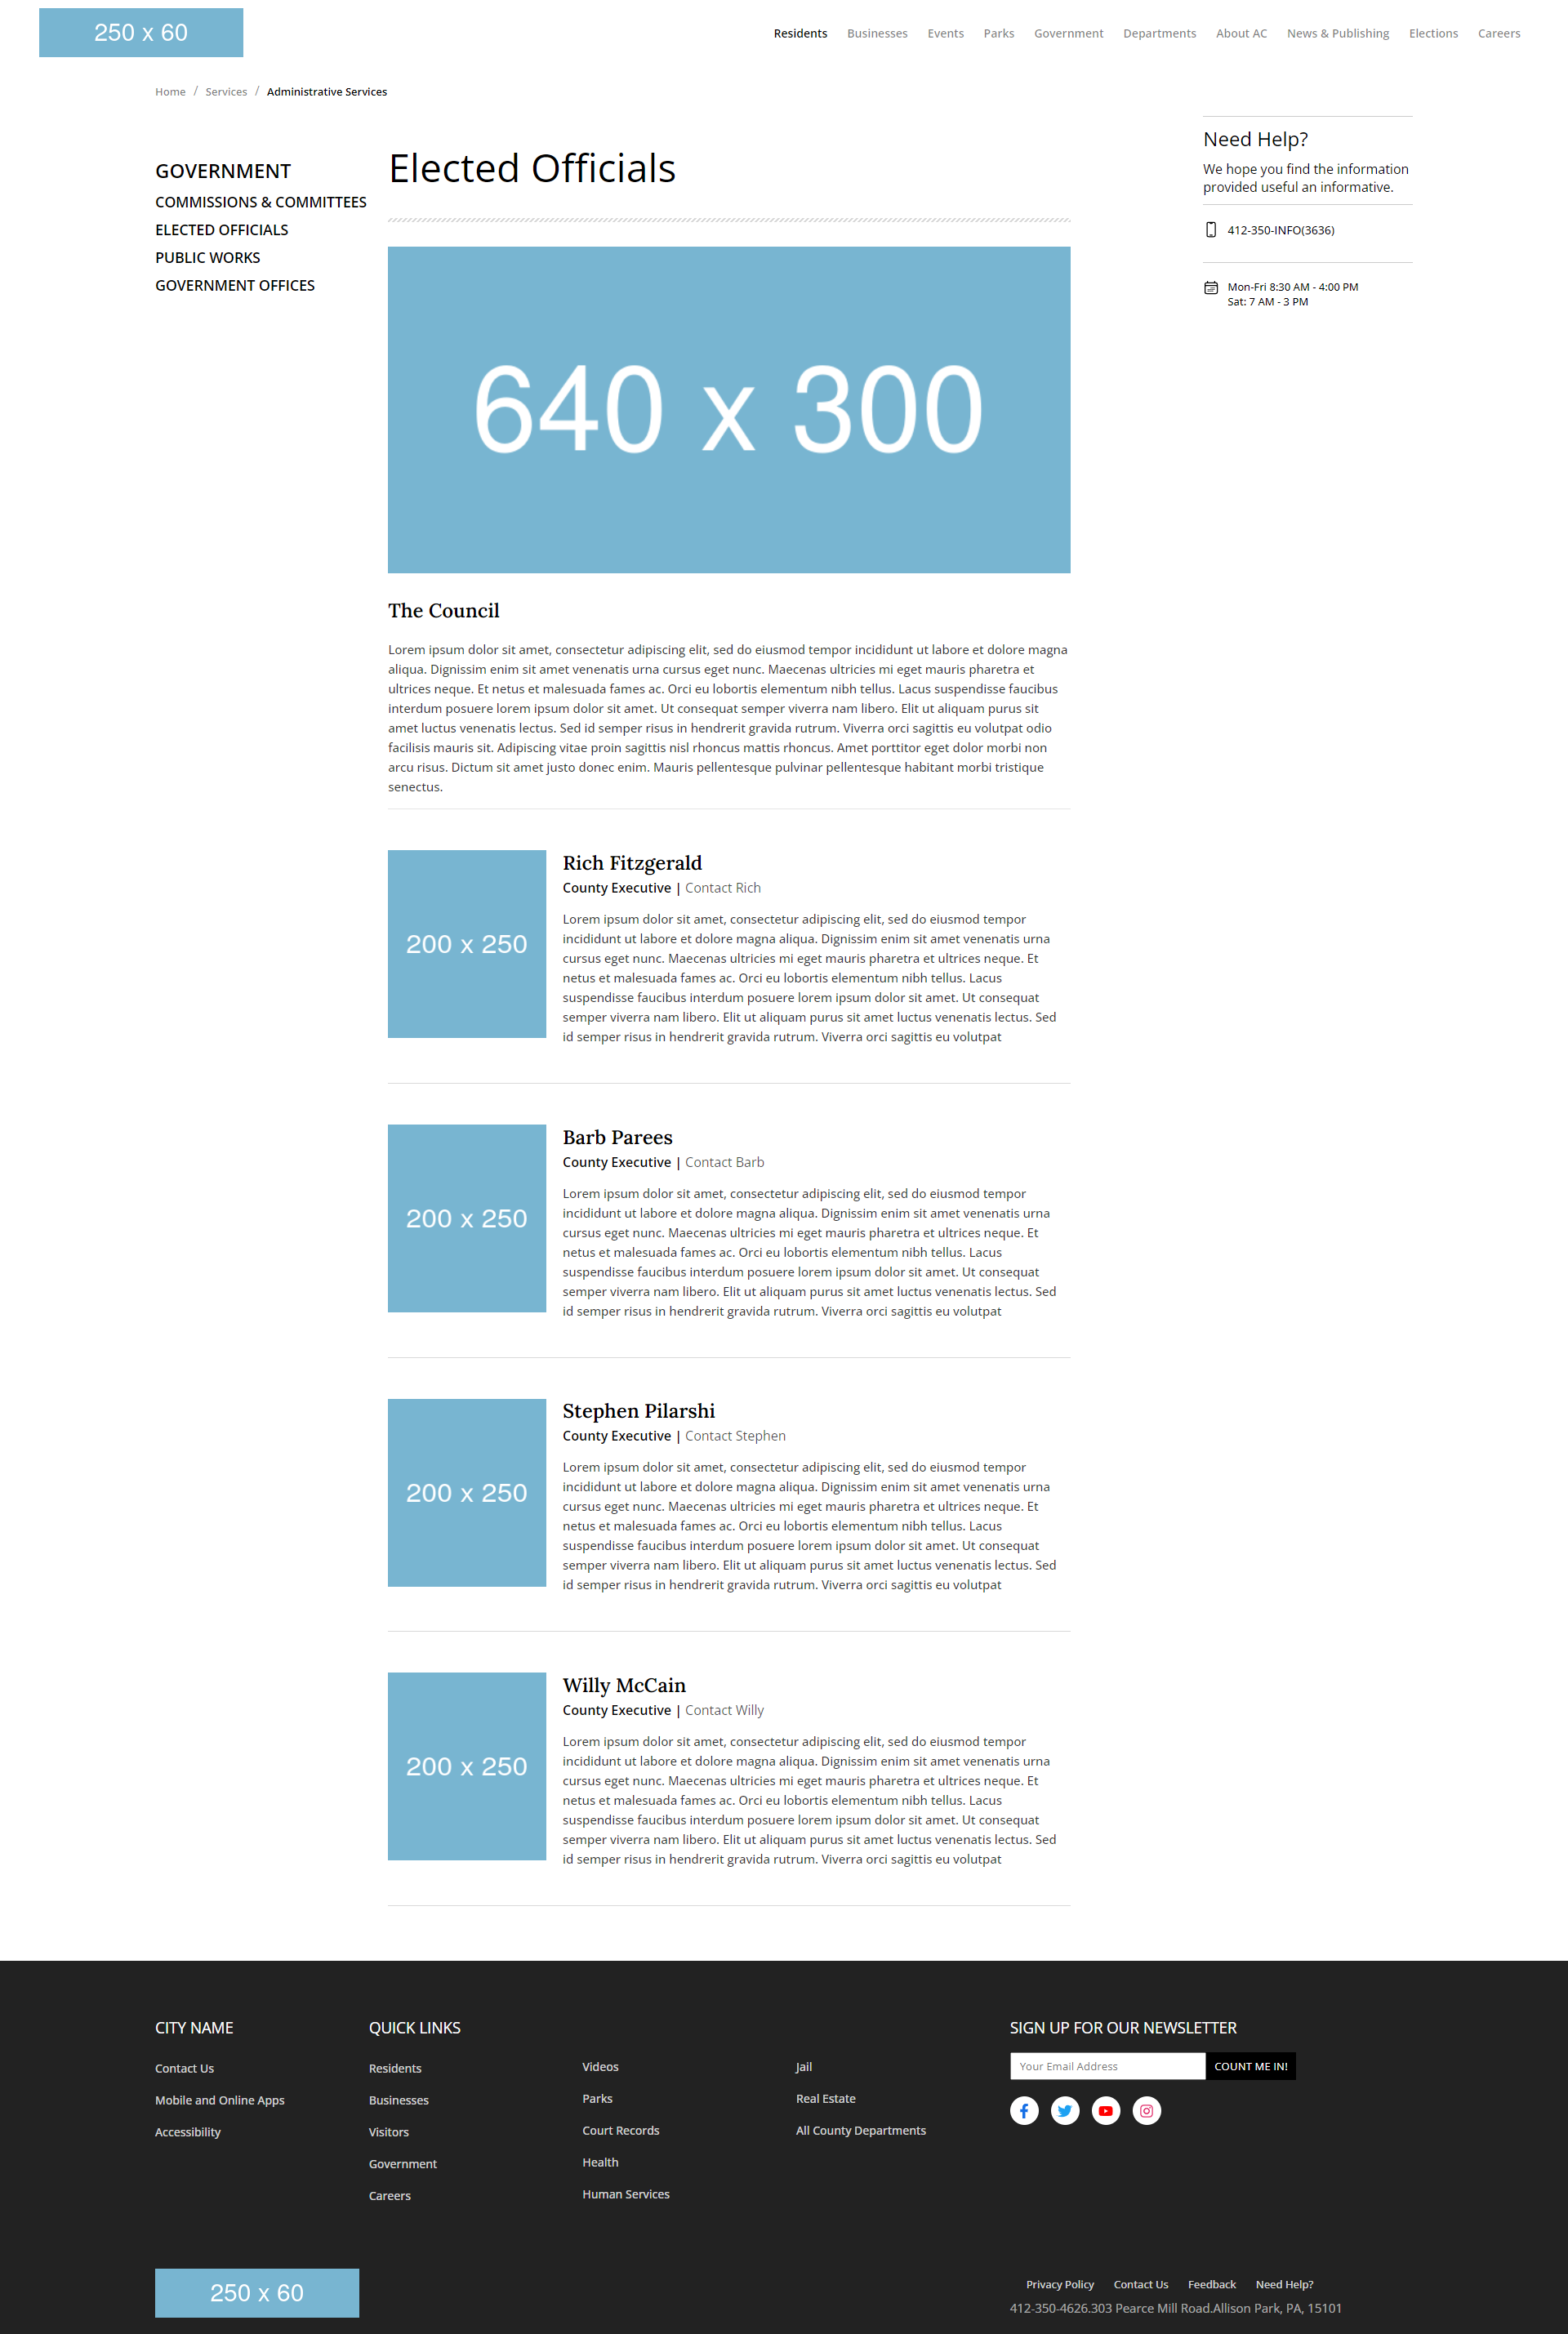 250 x 60
Residents Businesses Events Parks Government Departments About AC News & Publishing Elections Careers
Home / Services / Administrative Services
GOVERNMENT
COMMISSIONS & COMMITTEES
ELECTED OFFICIALS
PUBLIC WORKS
GOVERNMENT OFFICES
Elected Officials
640 x 300
The Council
Lorem ipsum dolor sit amet, consectetur adipiscing elit, sed do eiusmod tempor incididunt ut labore et dolore magna
aliqua. Dignissim enim sit amet venenatis urna cursus eget nunc. Maecenas ultricies mi eget mauris pharetra et
ultrices neque. Et netus et malesuada fames ac. Orci eu lobortis elementum nibh tellus. Lacus suspendisse faucibus
interdum posuere lorem ipsum dolor sit amet. Ut consequat semper viverra nam libero. Elit ut aliquam purus sit
amet luctus venenatis lectus. Sed id semper risus in hendrerit gravida rutrum. Viverra orci sagittis eu volutpat odio
facilisis mauris sit. Adipiscing vitae proin sagittis nisl rhoncus mattis rhoncus. Amet porttitor eget dolor morbi non
arcu risus. Dictum sit amet justo donec enim. Mauris pellentesque pulvinar pellentesque habitant morbi tristique
senectus.
200 x 250
Rich Fitzgerald
County Executive | Contact Rich
Lorem ipsum dolor sit amet, consectetur adipiscing elit, sed do eiusmod tempor
incididunt ut labore et dolore magna aliqua. Dignissim enim sit amet venenatis urna
cursus eget nunc. Maecenas ultricies mi eget mauris pharetra et ultrices neque. Et
netus et malesuada fames ac. Orci eu lobortis elementum nibh tellus. Lacus
suspendisse faucibus interdum posuere lorem ipsum dolor sit amet. Ut consequat
semper viverra nam libero. Elit ut aliquam purus sit amet luctus venenatis lectus. Sed
id semper risus in hendrerit gravida rutrum. Viverra orci sagittis eu volutpat
200 x 250
Barb Parees
County Executive | Contact Barb
Lorem ipsum dolor sit amet, consectetur adipiscing elit, sed do eiusmod tempor
incididunt ut labore et dolore magna aliqua. Dignissim enim sit amet venenatis urna
cursus eget nunc. Maecenas ultricies mi eget mauris pharetra et ultrices neque. Et
netus et malesuada fames ac. Orci eu lobortis elementum nibh tellus. Lacus
suspendisse faucibus interdum posuere lorem ipsum dolor sit amet. Ut consequat
semper viverra nam libero. Elit ut aliquam purus sit amet luctus venenatis lectus. Sed
id semper risus in hendrerit gravida rutrum. Viverra orci sagittis eu volutpat
200 x 250
Stephen Pilarshi
County Executive | Contact Stephen
Lorem ipsum dolor sit amet, consectetur adipiscing elit, sed do eiusmod tempor
incididunt ut labore et dolore magna aliqua. Dignissim enim sit amet venenatis urna
cursus eget nunc. Maecenas ultricies mi eget mauris pharetra et ultrices neque. Et
netus et malesuada fames ac. Orci eu lobortis elementum nibh tellus. Lacus
suspendisse faucibus interdum posuere lorem ipsum dolor sit amet. Ut consequat
semper viverra nam libero. Elit ut aliquam purus sit amet luctus venenatis lectus. Sed
id semper risus in hendrerit gravida rutrum. Viverra orci sagittis eu volutpat
200 x 250
Willy McCain
County Executive | Contact Willy
Lorem ipsum dolor sit amet, consectetur adipiscing elit, sed do eiusmod tempor
incididunt ut labore et dolore magna aliqua. Dignissim enim sit amet venenatis urna
cursus eget nunc. Maecenas ultricies mi eget mauris pharetra et ultrices neque. Et
netus et malesuada fames ac. Orci eu lobortis elementum nibh tellus. Lacus
suspendisse faucibus interdum posuere lorem ipsum dolor sit amet. Ut consequat
semper viverra nam libero. Elit ut aliquam purus sit amet luctus venenatis lectus. Sed
id semper risus in hendrerit gravida rutrum. Viverra orci sagittis eu volutpat
Need Help?
We hope you find the information
provided useful an informative.
412-350-INFO(3636)
Mon-Fri 8:30 AM - 4:00 PM
Sat: 7 AM - 3 PM
CITY NAME
Contact Us
Mobile and Online Apps
Accessibility
QUICK LINKS
Residents
Businesses
Visitors
Government
Careers
Videos
Parks
Court Records
Health
Human Services
Jail
Real Estate
All County Departments
SIGN UP FOR OUR NEWSLETTER
Your Email Address COUNT ME IN!
250 x 60
Privacy Policy Contact Us Feedback Need Help?
412-350-4626.303 Pearce Mill Road.Allison Park, PA, 15101